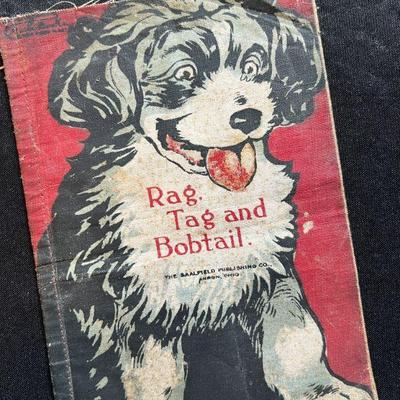 Rag,
Tag and
Bobtail.
THE SAALFIELD PUBLISHING CO.,
AKRON, OHIO.